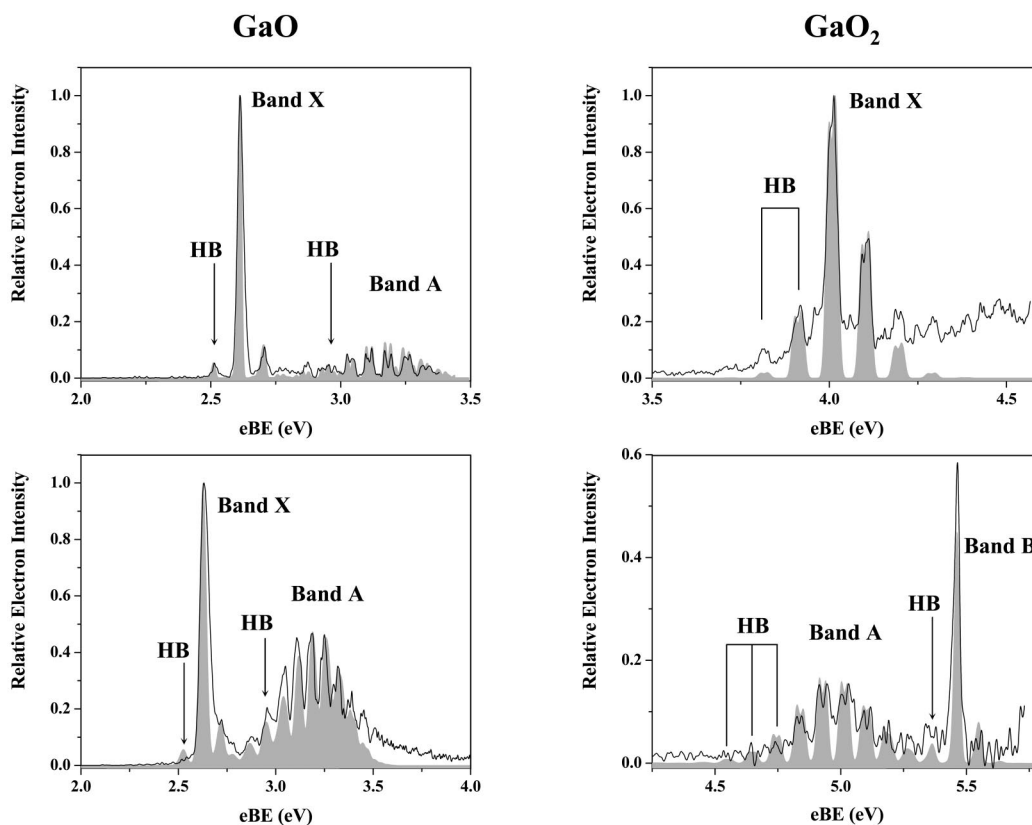 GaO
GaO2
Relative Electron Intensity
1.0
0.8
0.6
0.4
0.2
0.0
Band X
HB
HB
Band A
2.0 2.5 3.0 3.5
eBE (eV)
Relative Electron Intensity
1.0
0.8
0.6
0.4
0.2
0.0
Band X
HB
3.5 4.0 4.5
eBE (eV)
Relative Electron Intensity
1.0
0.8
0.6
0.4
0.2
0.0
Band X
Band A
HB
HB
2.0 2.5 3.0 3.5 4.0
eBE (eV)
Relative Electron Intensity
0.6
0.4
0.2
0.0
Band B
HB
HB
Band A
4.5 5.0 5.5
eBE (eV)